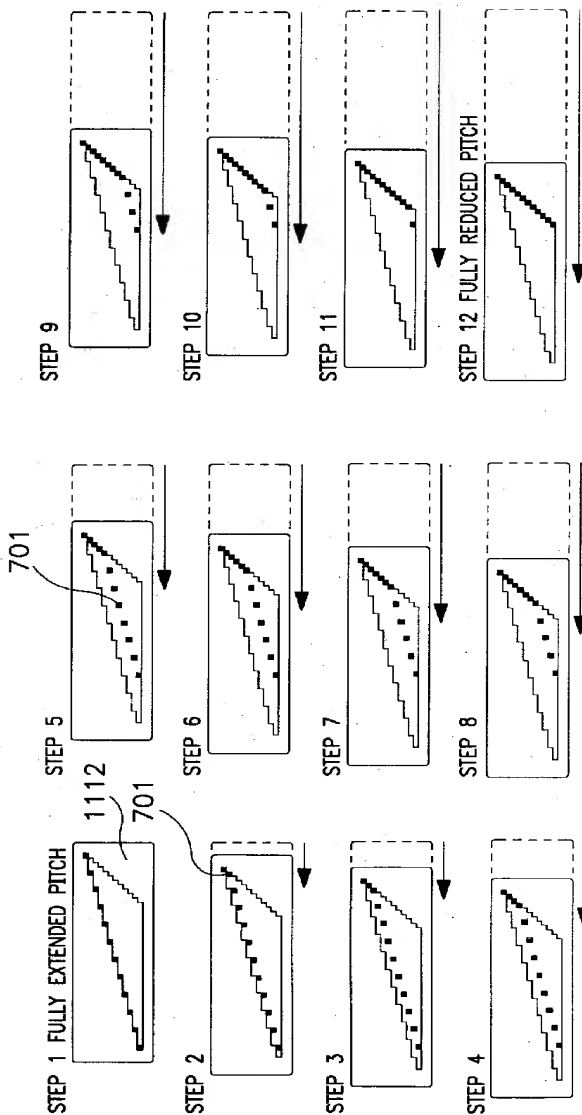 STEP 1 FULLY EXTENDED PITCH
1112
STEP 2
701
STEP 3
STEP 4
STEP 5
701
STEP 6
STEP 7
STEP 8
STEP 9
STEP 10
STEP 11
STEP 12 FULLY REDUCED PITCH